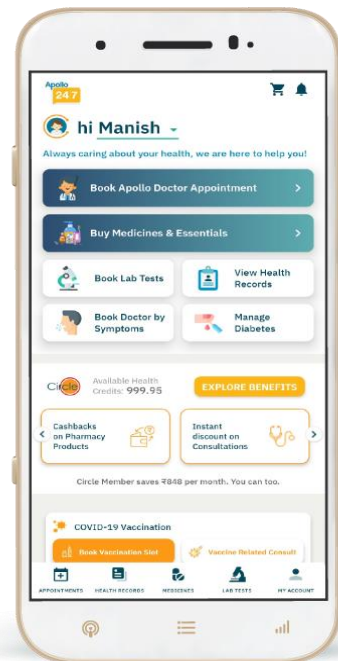 Apollo
24|7
hi Manish
Always caring about your health, we are here to help you!
Book Apollo Doctor Appointment
Buy Medicines & Essentials
Book Lab Tests
View Health
Records
Book Doctor by
Symptoms
Manage
Diabetes
Circle
Available Health
Credits: 999.95
EXPLORE BENEFITS
Cashbacks
on Pharmacy
Products
Instant
discount on
Consultations
Circle Member saves ₹848 per month. You can too.
COVID-19 Vaccination
Book Vaccination Slot
Vaccine Related Consult
APPOINTMENTS
HEALTH RECORDS
MEDICINES
LAB TESTS
MY ACCOUNT